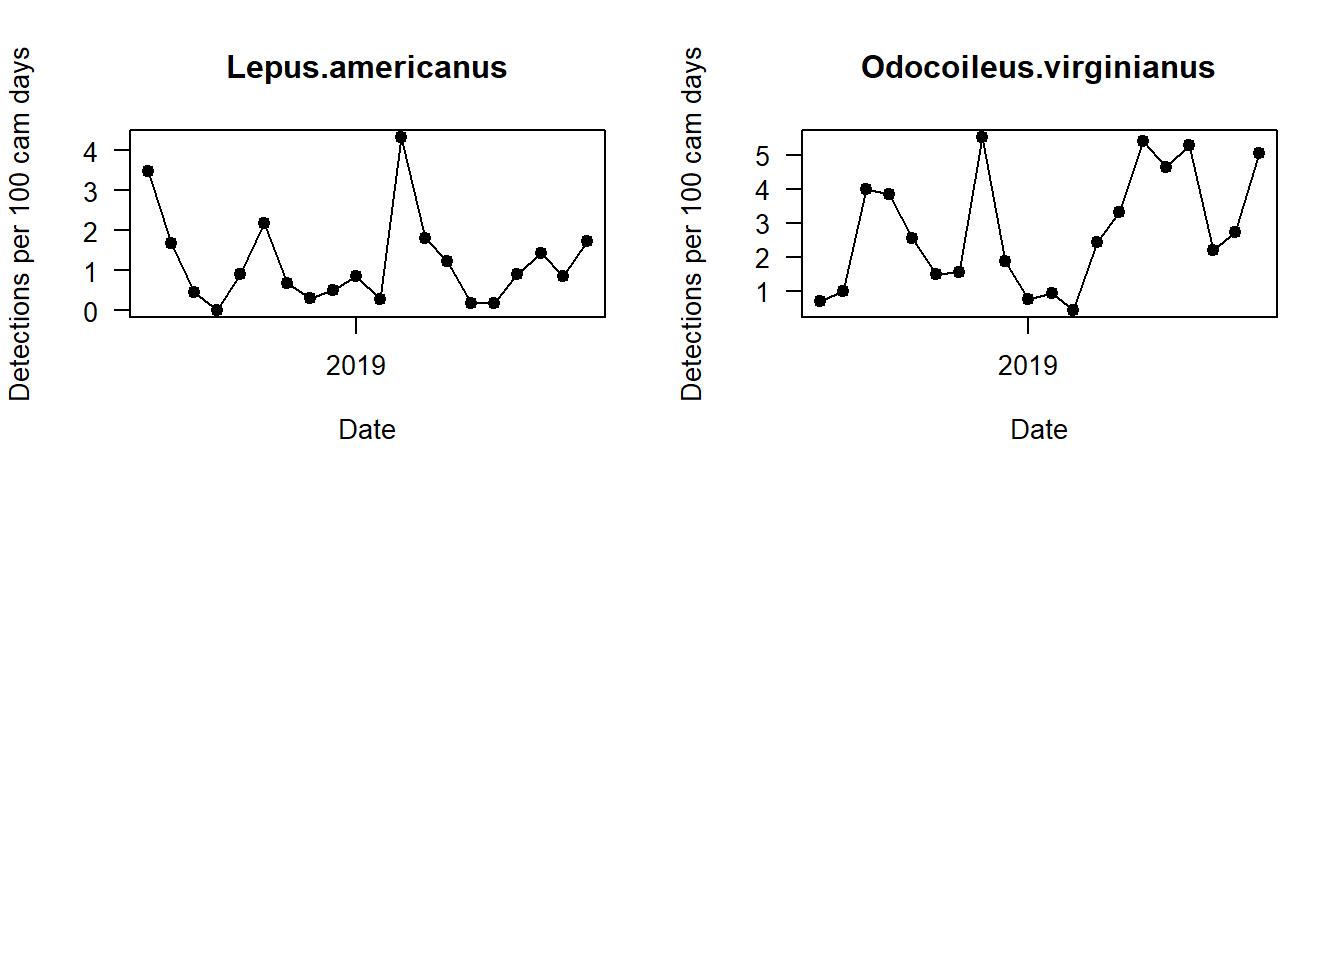 Lepus.americanus
Detections per 100 cam days
4
3
2
1
0
2019
Date
Odocoileus.virginianus
Detections per 100 cam days
5
4
3
2
1
2019
Date